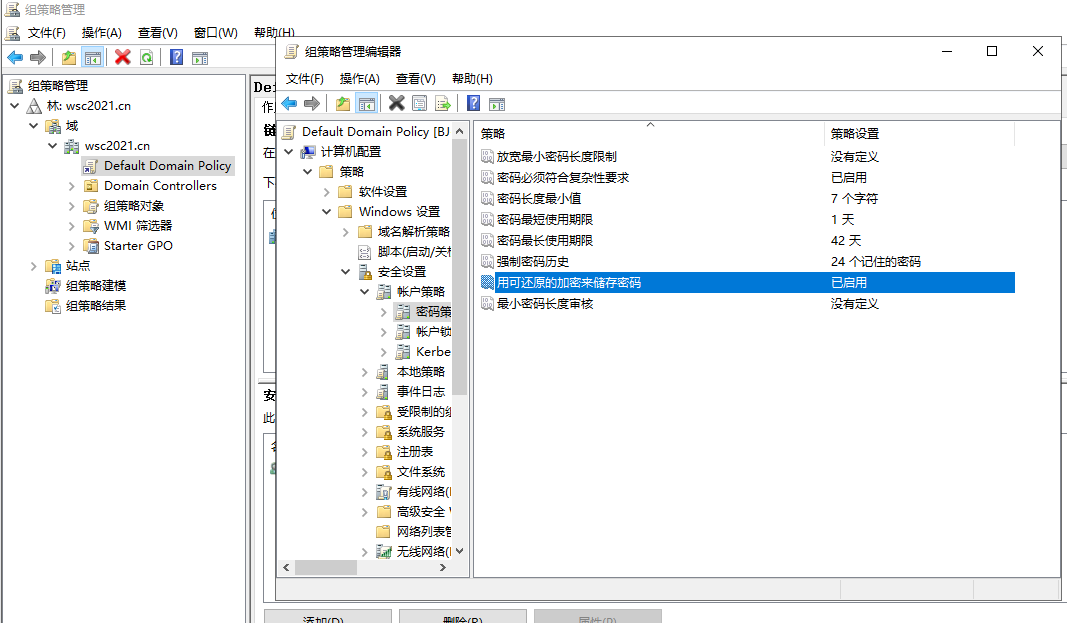 组策略管理
文件(F) 操作(A) 查看(V) 窗口(W) 帮助(H)
组策略管理
林: wsc2021.cn
域
wsc2021.cn
Default Domain Policy
Domain Controllers
组策略对象
WMI 筛选器
Starter GPO
站点
组策略建模
组策略结果
组策略管理编辑器
文件(F) 操作(A) 查看(V) 帮助(H)
Default Domain Policy [BJ
计算机配置
策略
软件设置
Windows 设置
域名解析策略
脚本(启动/关机
安全设置
帐户策略
密码策
帐户锁
Kerbe
本地策略
事件日志
受限制的组
系统服务
注册表
文件系统
有线网络(I
高级安全 W
网络列表管
无线网络(I
策略 策略设置
放宽最小密码长度限制 没有定义
密码必须符合复杂性要求 已启用
密码长度最小值 7 个字符
密码最短使用期限 1 天
密码最长使用期限 42 天
强制密码历史 24 个记住的密码
用可还原的加密来储存密码 已启用
最小密码长度审核 没有定义
Def
作
链
在
下
安
此
添加(D) 删除(R) 属性(P)